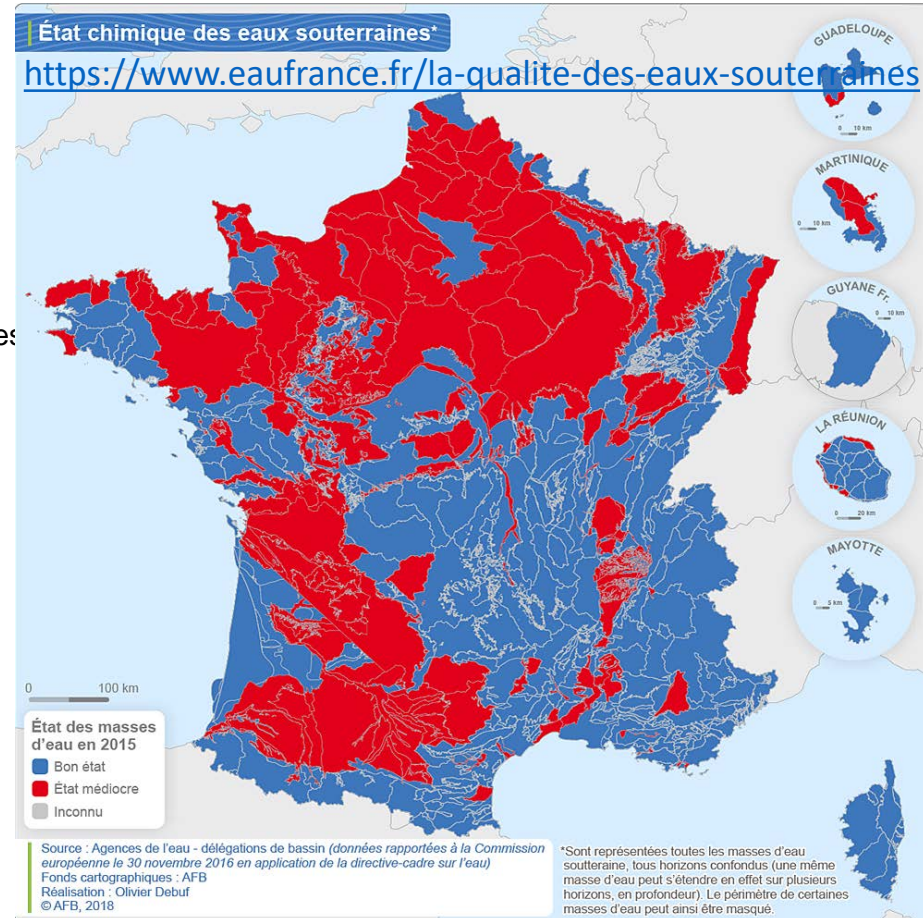 État chimique des eaux souterraines*
https://www.eaufrance.fr/la-qualite-des-eaux-souterraines
GUADELOUPE
0 10 km
MARTINIQUE
0 10 km
GUYANE Fr.
0 10 km
es
LA RÉUNION
0 20 km
MAYOTTE
0 5 km
0 100 km
État des masses
d'eau en 2015
Bon état
État médiocre
Inconnu
Source : Agences de l'eau - délégations de bassin (données rapportées à la Commission
européenne le 30 novembre 2016 en application de la directive-cadre sur l'eau)
Fonds cartographiques : AFB
Réalisation : Olivier Debuf
© AFB, 2018
*Sont représentées toutes les masses d'eau
soutteraine, tous horizons confondus (une même
masse d'eau peut s'étendre en effet sur plusieurs
horizons, en profondeur). Le périmètre de certaines
masses d'eau peut ainsi être masqué.